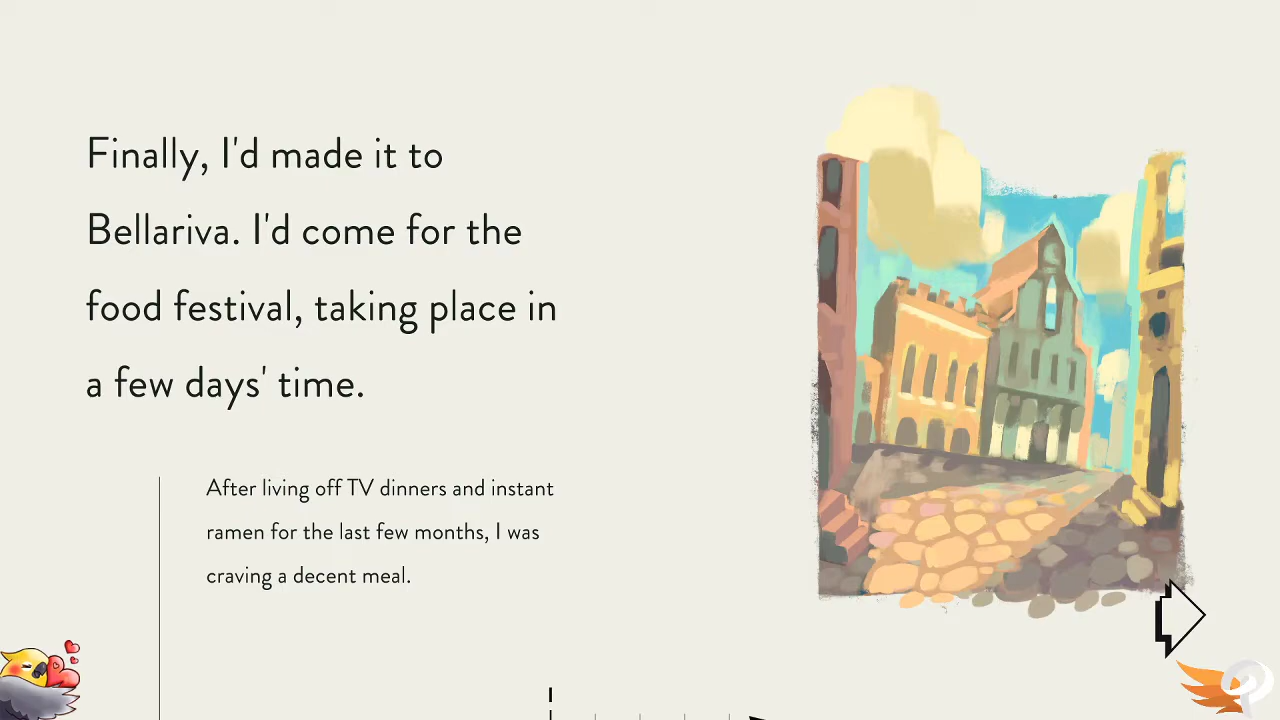 Finally, I'd made it to
Bellariva. I'd come for the
food festival, taking place in
a few days' time.
After living off TV dinners and instant
ramen for the last few months, I was
craving a decent meal.